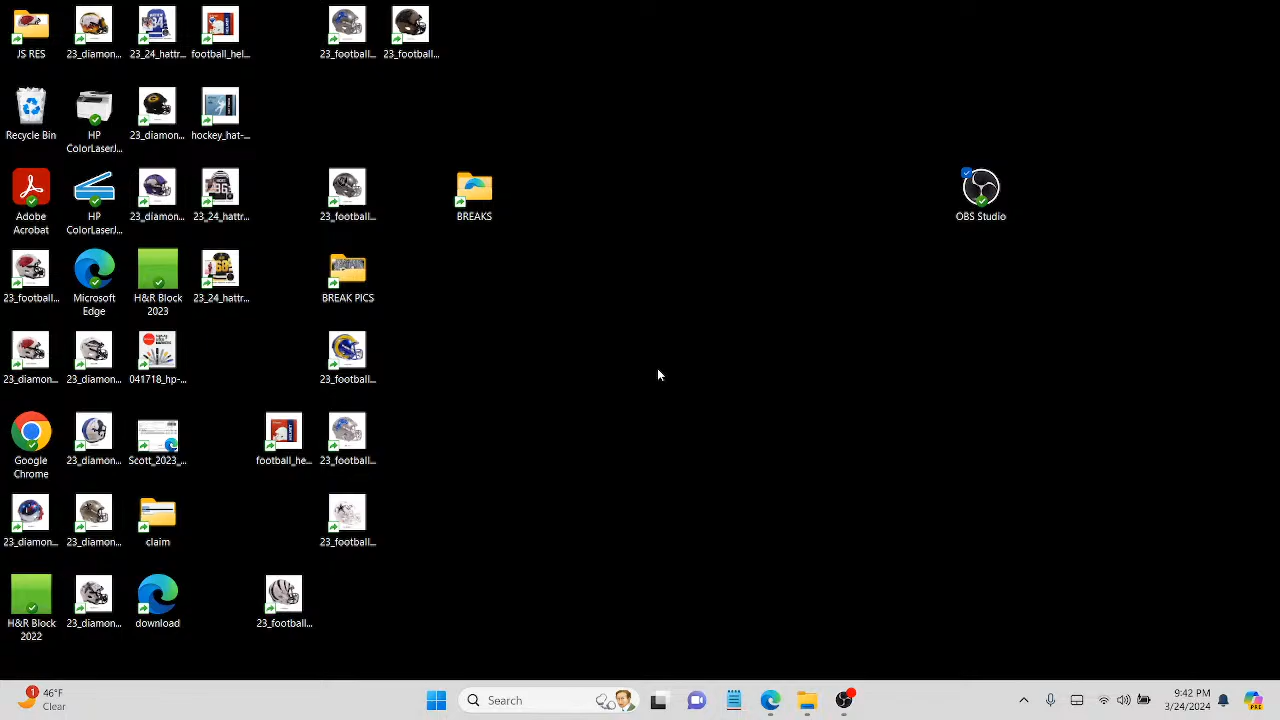 JS RES
23_diamon...
23_24_hattr...
football_hel...
23_football...
23_football...
Recycle Bin
HP
ColorLaserJ...
23_diamon...
hockey_hat-...
Adobe
Acrobat
HP
ColorLaserJ...
23_diamon...
23_24_hattr...
23_football...
BREAKS
OBS Studio
23_football...
Microsoft
Edge
H&R Block
2023
23_24_hattr...
BREAK PICS
23_diamon...
23_diamon...
041718_hp-...
23_football...
Google
Chrome
23_diamon...
Scott_2023_...
football_he...
23_football...
23_diamon...
23_diamon...
claim
23_football...
H&R Block
2022
23_diamon...
download
23_football...
1
46°F
Clear
Search
9:42 PM
3/24/2024
PRE